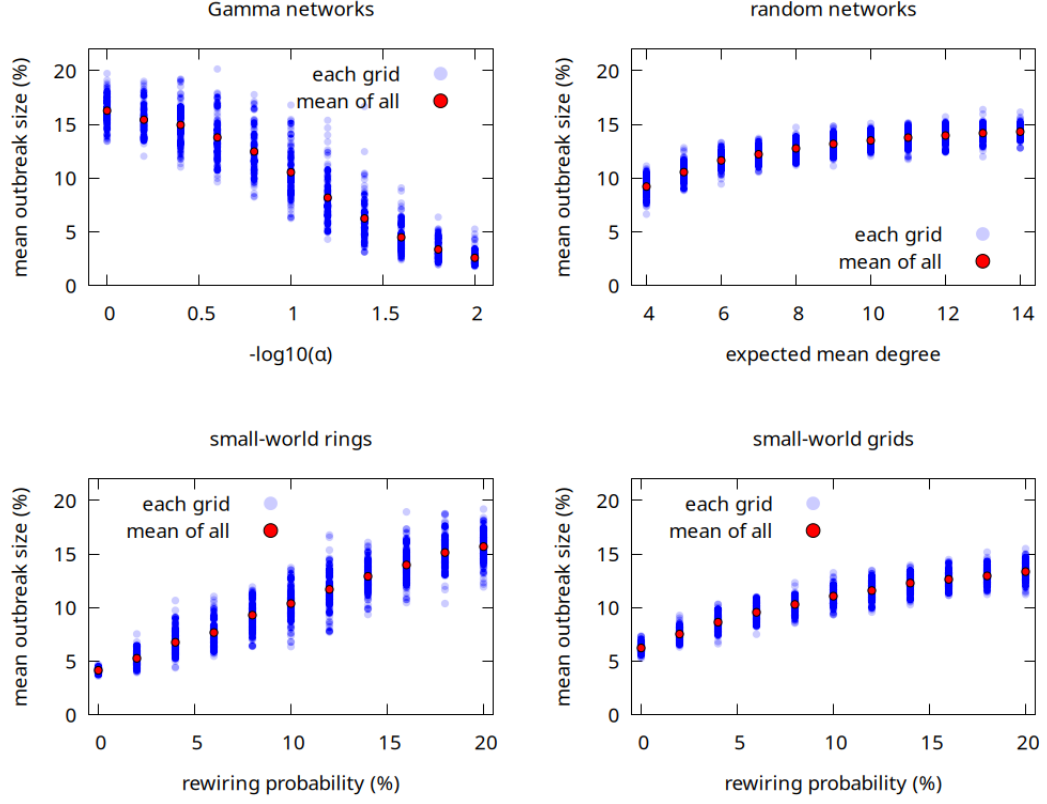 Gamma networks
mean outbreak size (%)
20
15
10
5
0
each grid
mean of all
0 0.5 1 1.5 2
-log10(α)
random networks
mean outbreak size (%)
20
15
10
5
0
each grid
mean of all
4 6 8 10 12 14
expected mean degree
small-world rings
mean outbreak size (%)
20
15
10
5
0
each grid
mean of all
0 5 10 15 20
rewiring probability (%)
small-world grids
mean outbreak size (%)
20
15
10
5
0
each grid
mean of all
0 5 10 15 20
rewiring probability (%)